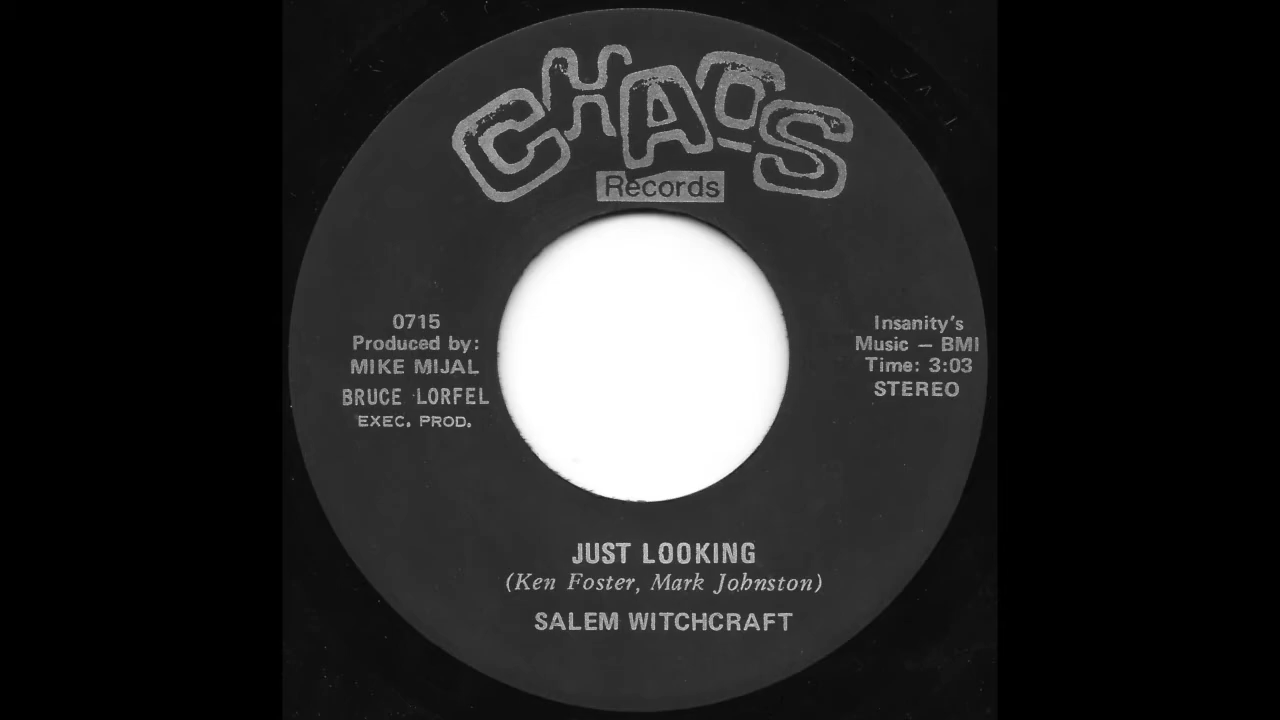 CHAOS
Records
0715
Produced by:
MIKE MIJAL
BRUCE LORFEL
EXEC. PROD.
Insanity's
Music – BMI
Time: 3:03
STEREO
JUST LOOKING
(Ken Foster, Mark Johnston)
SALEM WITCHCRAFT